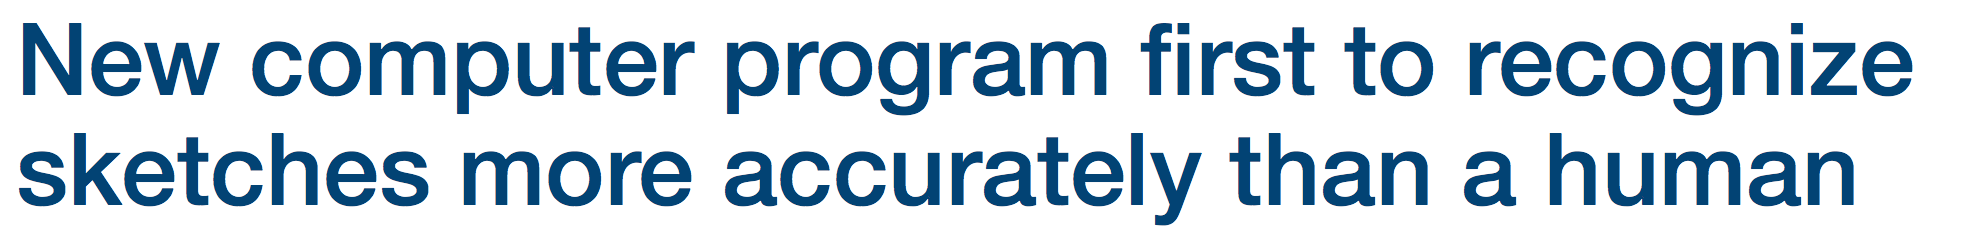 New computer program first to recognize
sketches more accurately than a human